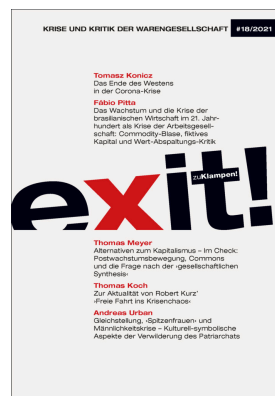 KRISE UND KRITIK DER WARENGESELLSCHAFT #18/2021
Tomasz Konicz
Das Ende des Westens
in der Corona-Krise
Fábio Pitta
Das Wachstum und die Krise der
brasilianischen Wirtschaft im 21. Jahr-
hundert als Krise der Arbeitsgesell-
schaft: Commodity-Blase, fiktives
Kapital und Wert-Abspaltungs-Kritik
exit!
zuKlampen!
Thomas Meyer
Alternativen zum Kapitalismus – Im Check:
Postwachstumsbewegung, Commons
und die Frage nach der ›gesellschaftlichen
Synthesis‹
Thomas Koch
Zur Aktualität von Robert Kurz'
›Freie Fahrt ins Krisenchaos‹
Andreas Urban
Gleichstellung, ›Spitzenfrauen‹ und
Männlichkeitskrise – Kulturell-symbolische
Aspekte der Verwilderung des Patriarchats